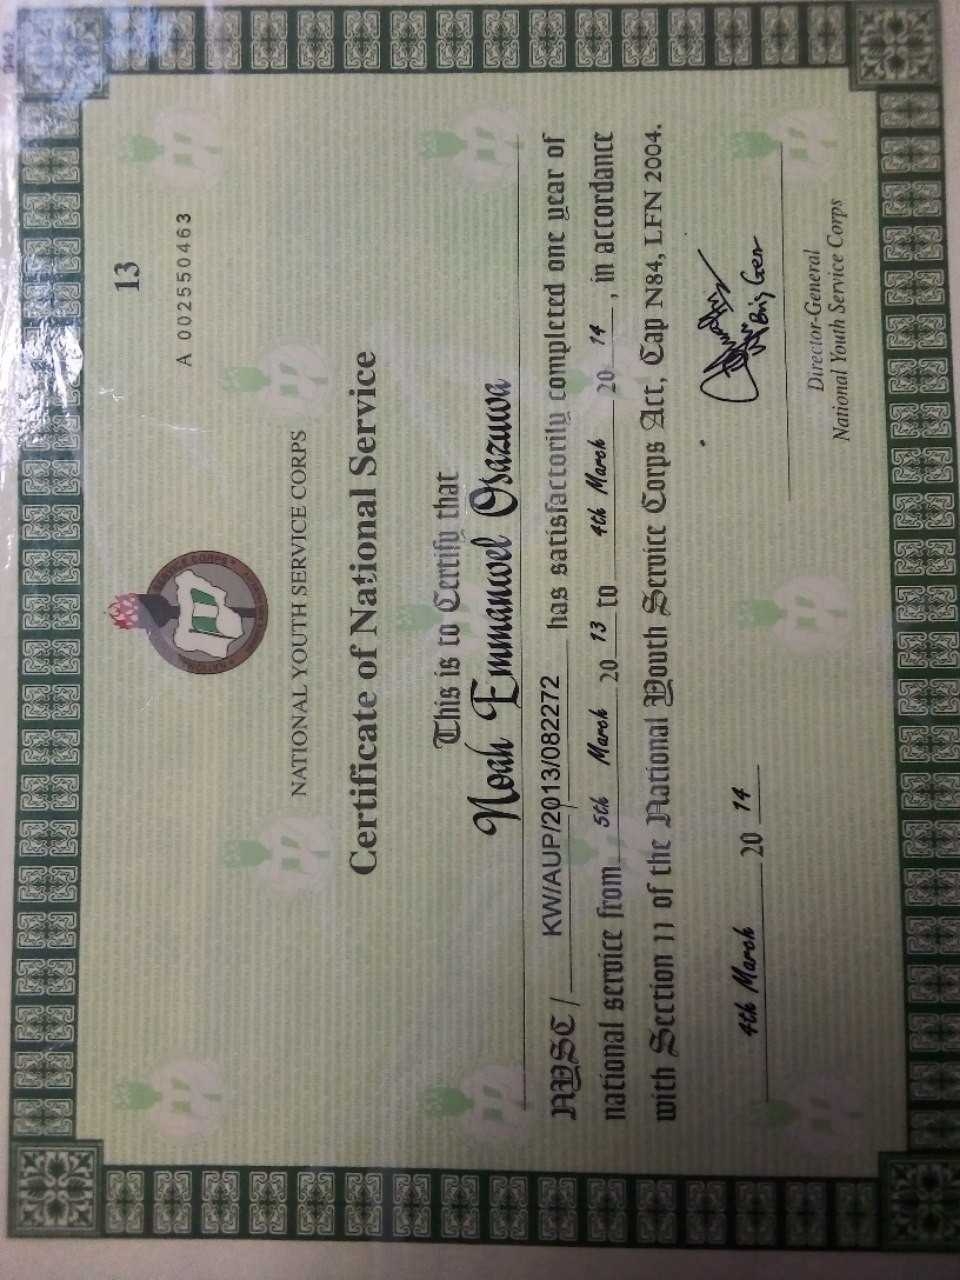 13
A 002550463
NATIONAL YOUTH SERVICE CORPS
Certificate of National Service
This is to Certify that
Noah Emmanuel Osazuwa
NYSC/ KW/AUP/2013/082272 has satisfactorily completed one year of
national service from 5th March 20 13 to 4th March 20 14, in accordance
with Section 11 of the National Youth Service Corps Act, Cap N84, LFN 2004.
Brig Gen
4th March 20 14
Director-General
National Youth Service Corps